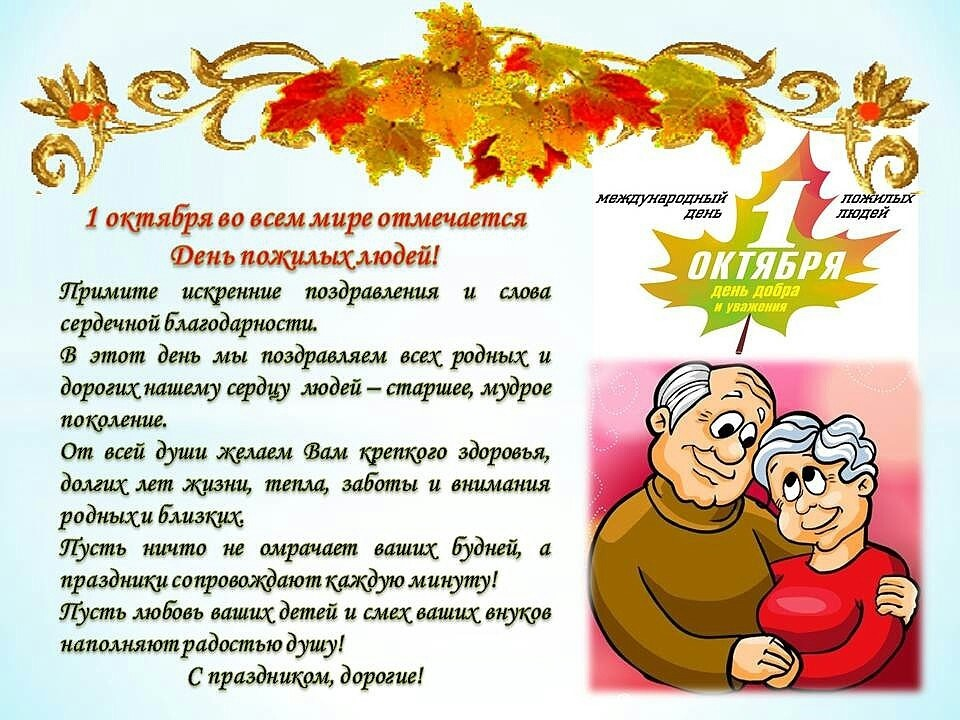 1 октября во всем мире отмечается
День пожилых людей!
Примите искренние поздравления и слова
сердечной благодарности.
В этот день мы поздравляем всех родных и
дорогих нашему сердцу людей – старшее, мудрое
поколение.
От всей души желаем Вам крепкого здоровья,
долгих лет жизни, тепла, заботы и внимания
родных и близких.
Пусть ничто не омрачает ваших будней, а
праздники сопровождают каждую минуту!
Пусть любовь ваших детей и смех ваших внуков
наполняют радостью душу!
С праздником, дорогие!
международный
день
пожилых
людей
1
ОКТЯБРЯ
день добра
и уважения